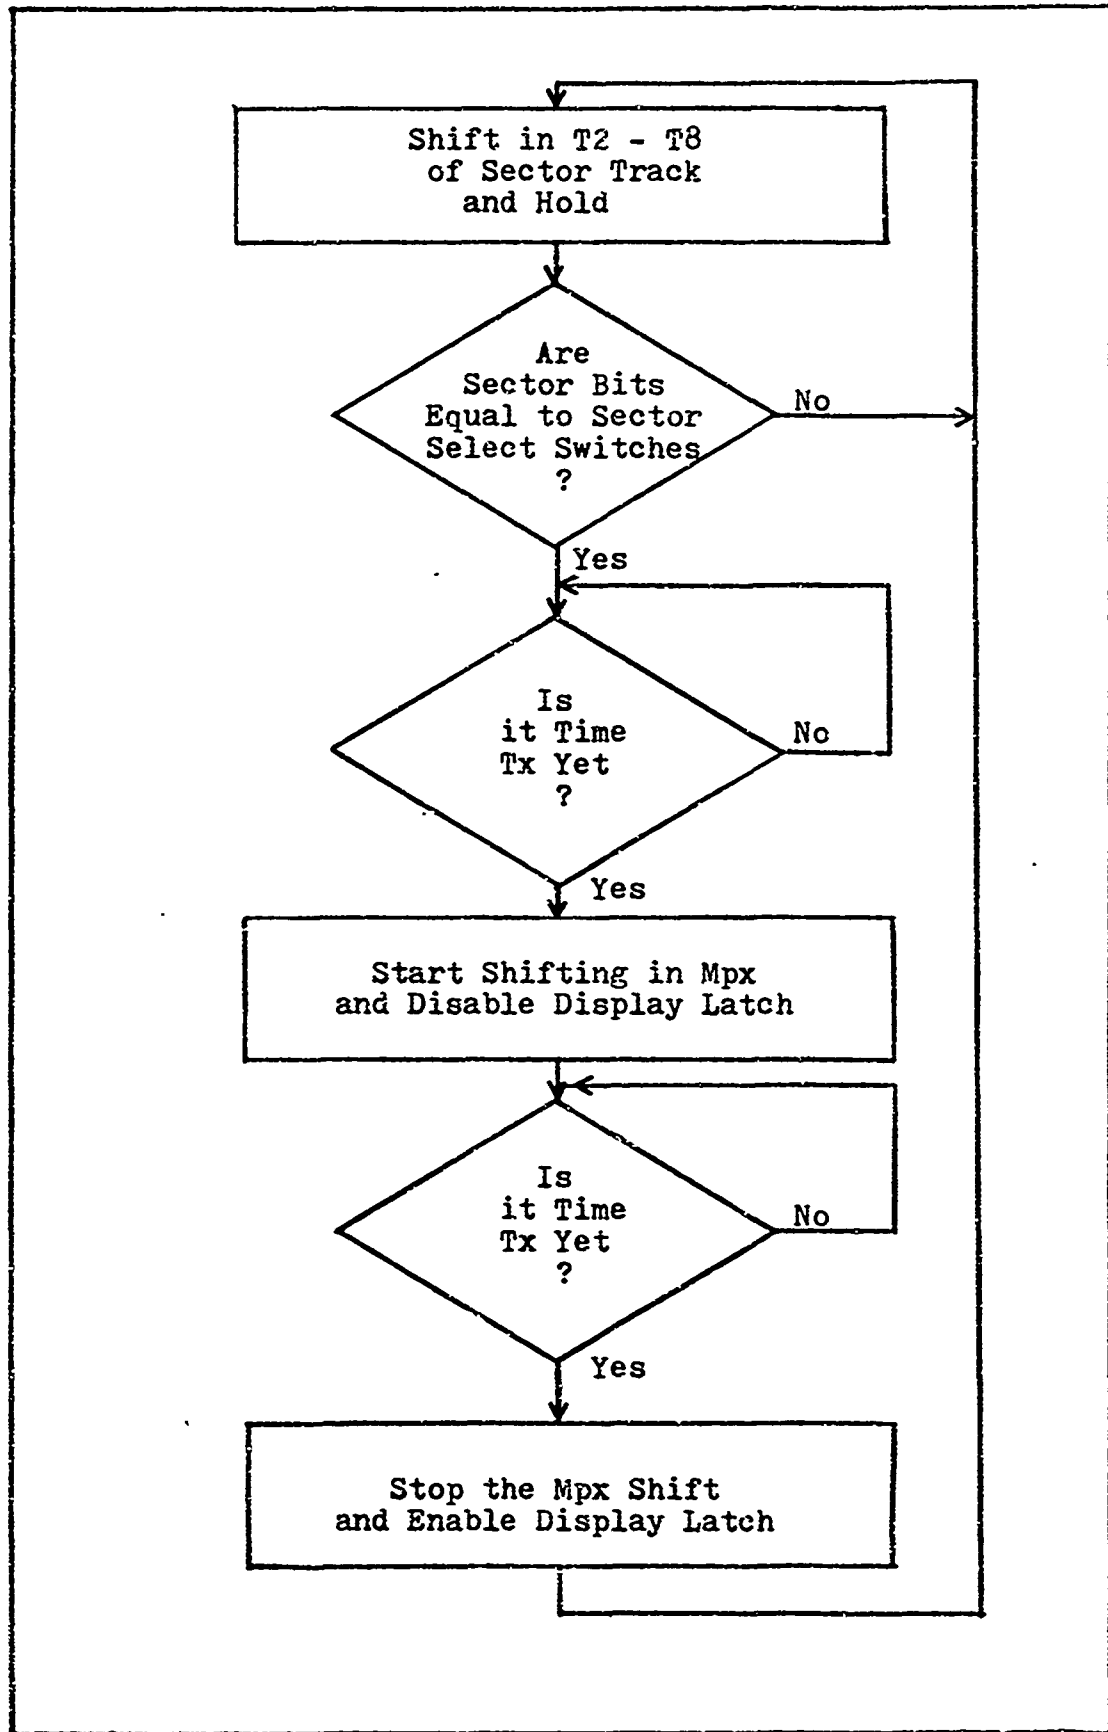 Shift in T2 - T8
of Sector Track
and Hold
Are
Sector Bits
Equal to Sector
Select Switches
?
No
Yes
Is
it Time
Tx Yet
?
No
Yes
Start Shifting in Mpx
and Disable Display Latch
Is
it Time
Tx Yet
?
No
Yes
Stop the Mpx Shift
and Enable Display Latch